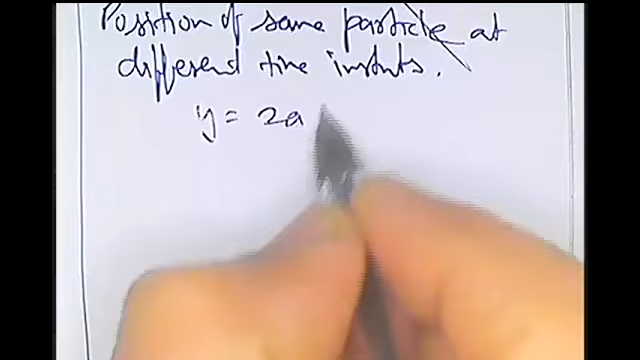 Position of same particle at
different time instants.
y = 2a